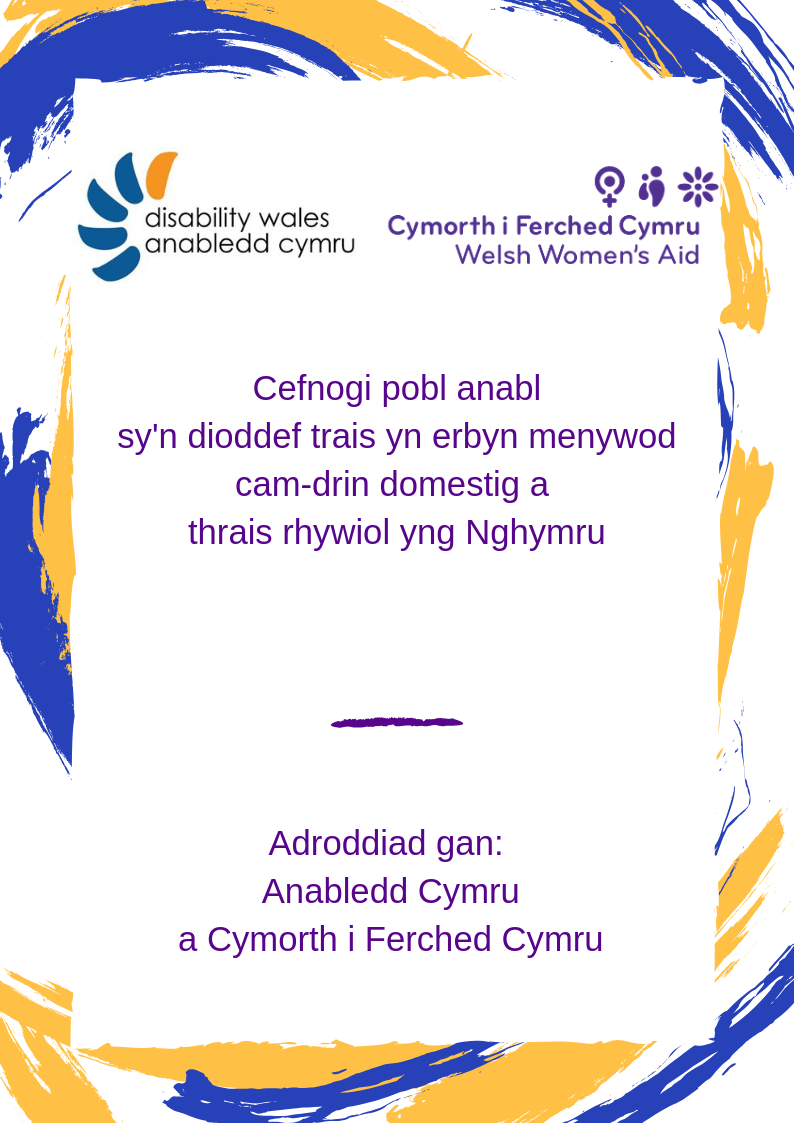 disability wales
anabledd cymru
Cymorth i Ferched Cymru
Welsh Women's Aid
Cefnogi pobl anabl
sy'n dioddef trais yn erbyn menywod
cam-drin domestig a
thrais rhywiol yng Nghymru
Adroddiad gan:
Anabledd Cymru
a Cymorth i Ferched Cymru